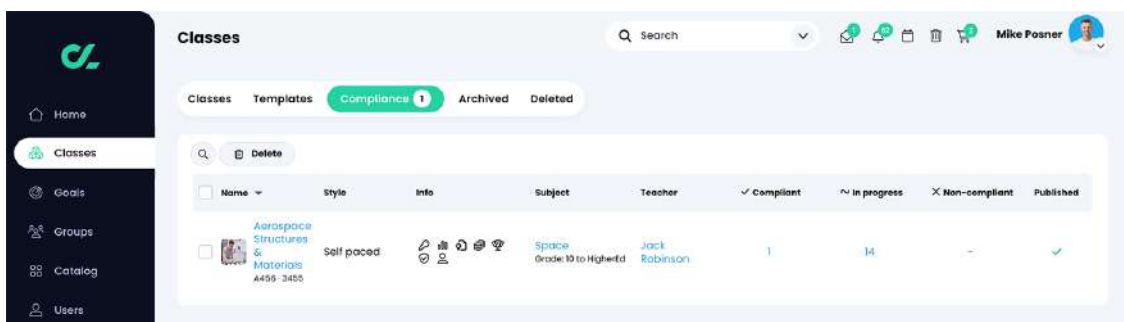 Classes
Search
Mike Posner
Classes Templates Compliance 1 Archived Deleted
Home
Classes
Goals
Groups
Catalog
Users
Delete
Name Style Info Subject Teacher Compliant In progress Non-compliant Published
Aerospace
Structures
&
Materials
A456-3455
Self paced
Space
Grade: 10 to HigherEd
Jack
Robinson
1
14
-